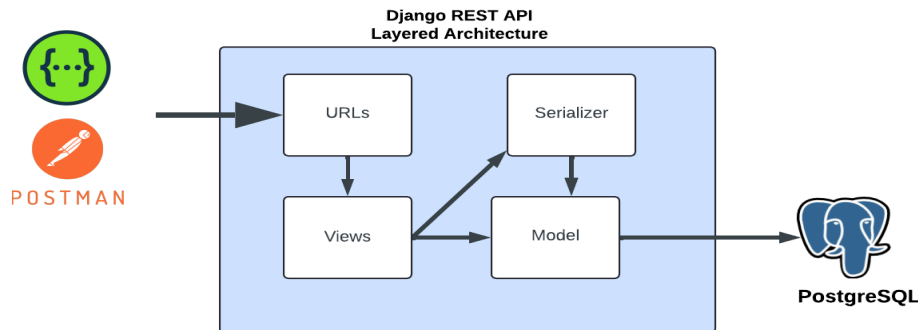 Django REST API
Layered Architecture
{···}
URLs
Serializer
POSTMAN
Views
Model
PostgreSQL